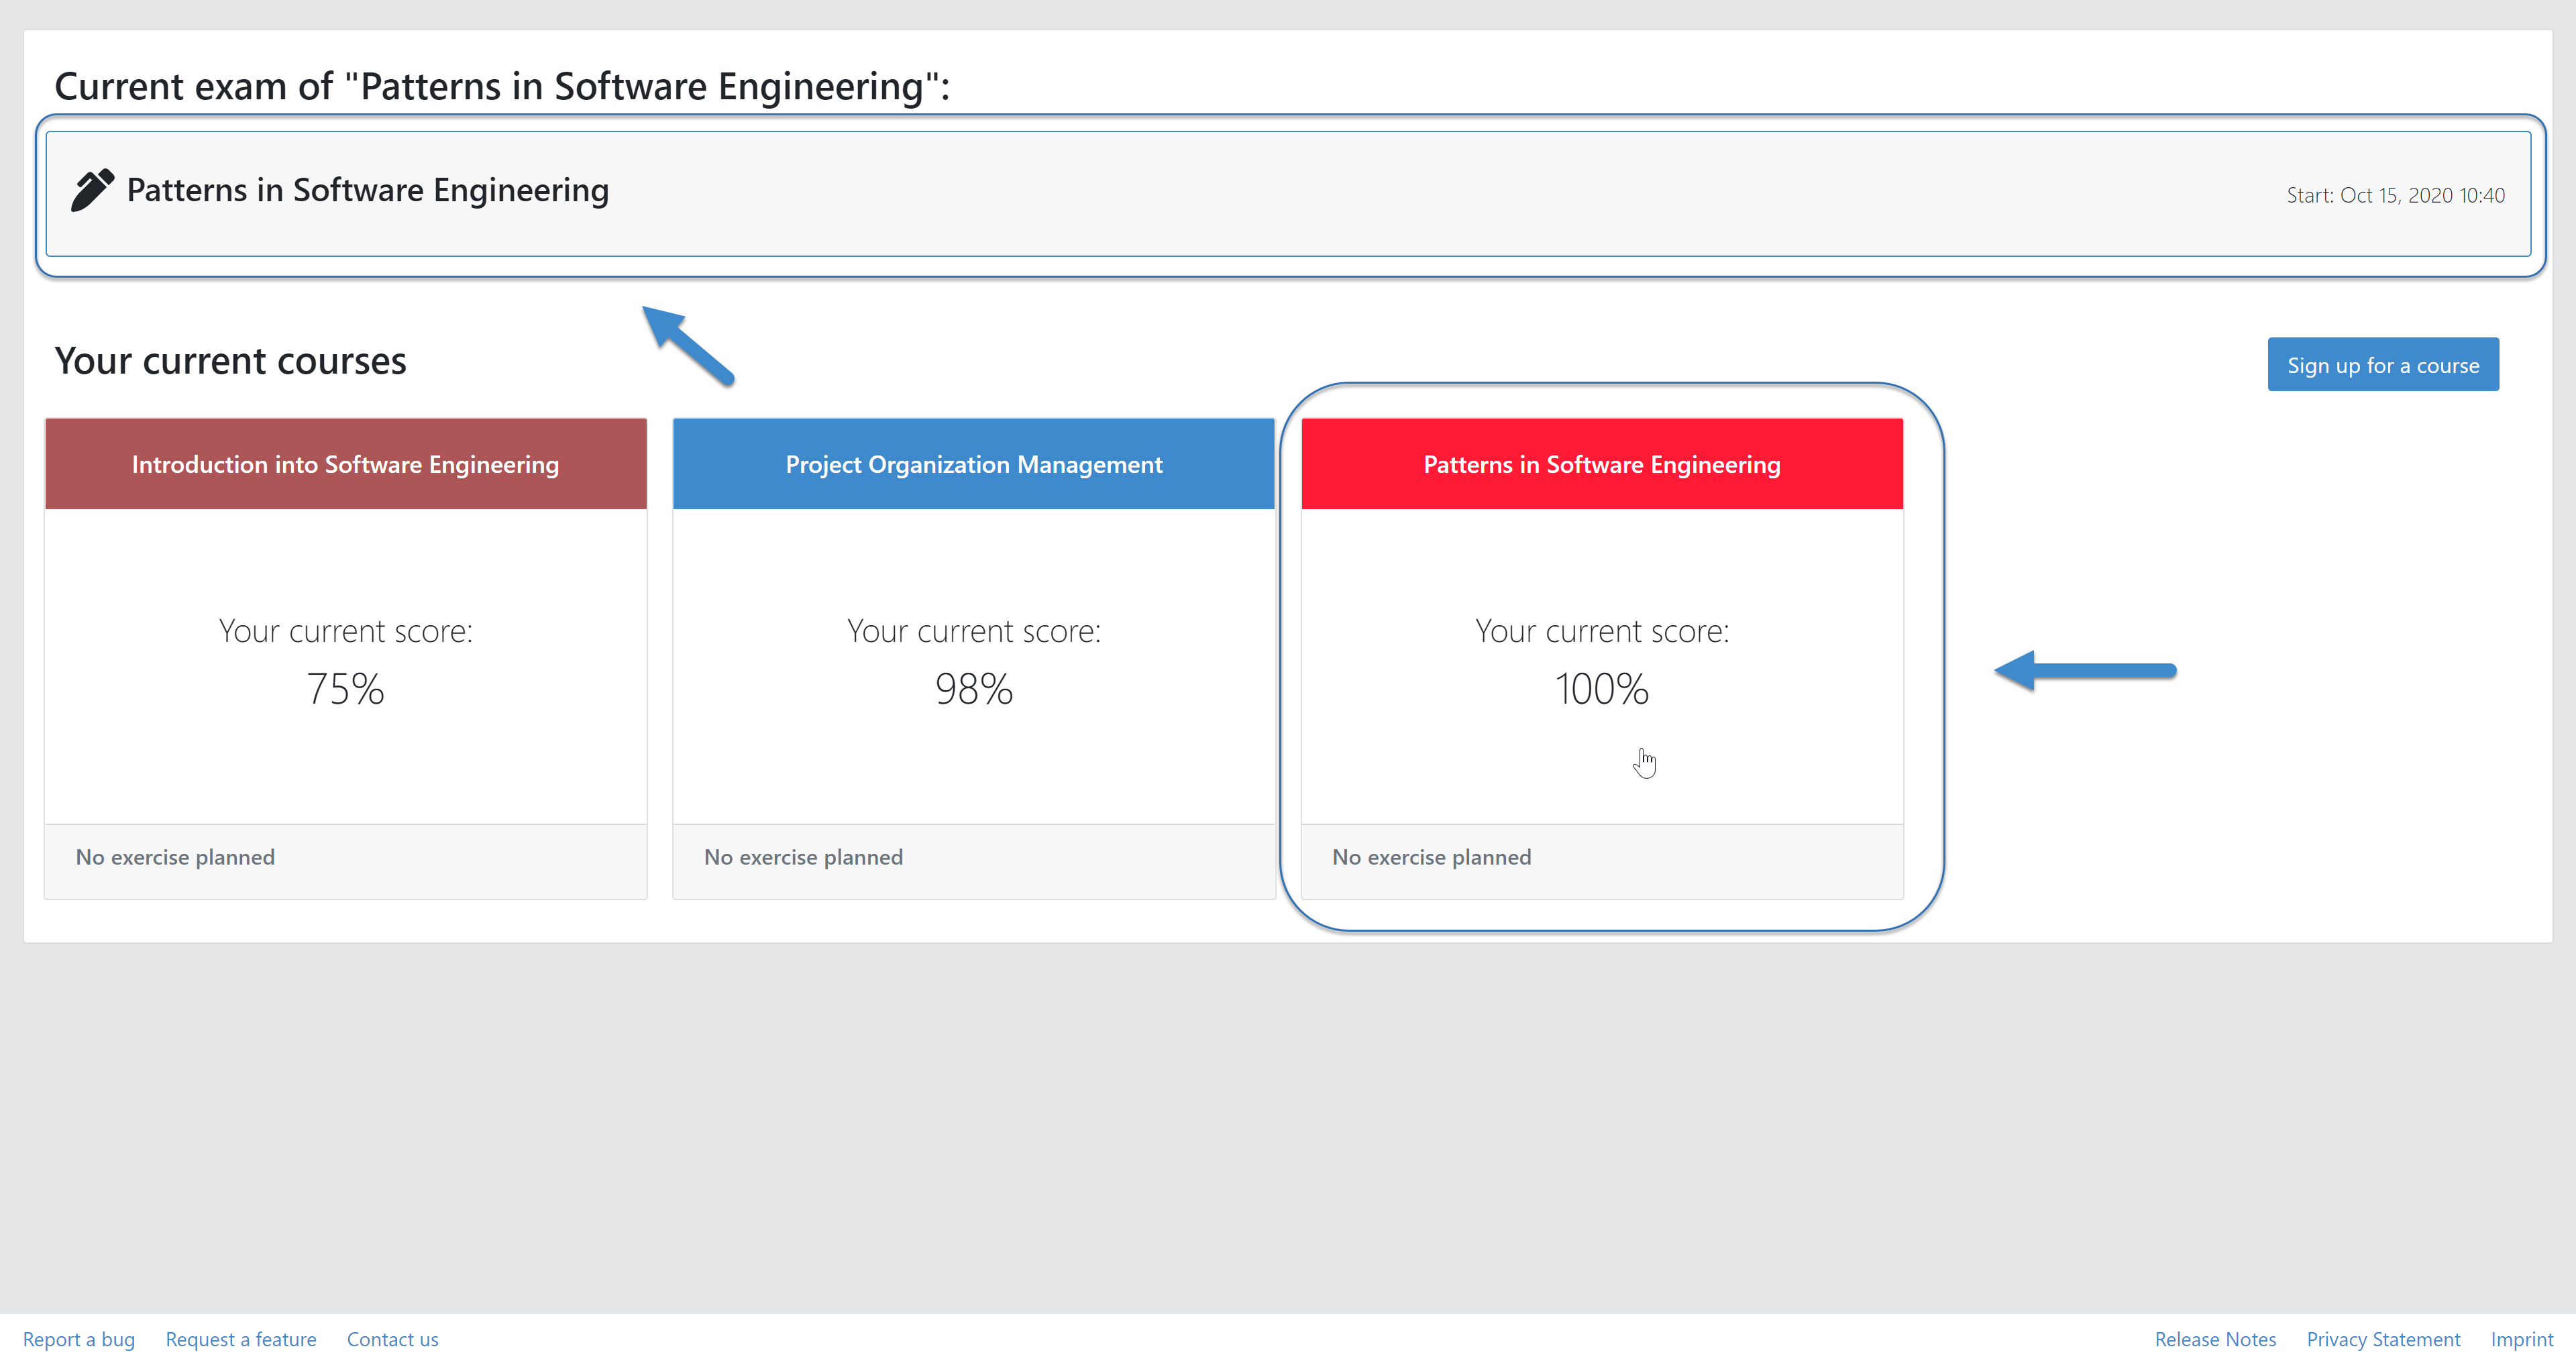 Current exam of "Patterns in Software Engineering":
Patterns in Software Engineering
Start: Oct 15, 2020 10:40
Your current courses
Sign up for a course
Introduction into Software Engineering
Your current score:
75%
No exercise planned
Project Organization Management
Your current score:
98%
No exercise planned
Patterns in Software Engineering
Your current score:
100%
No exercise planned
Report a bug
Request a feature
Contact us
Release Notes
Privacy Statement
Imprint